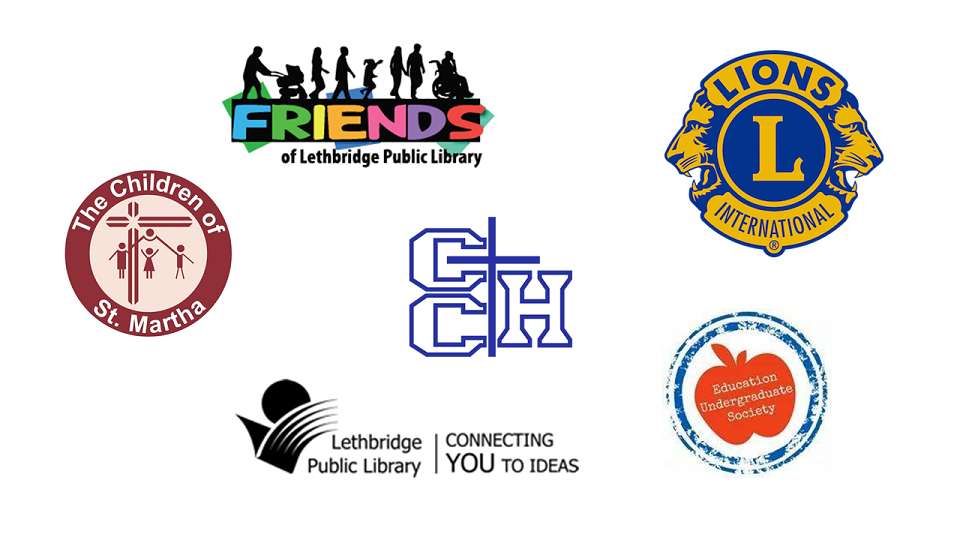 FRIENDS
of Lethbridge Public Library
LIONS
L
INTERNATIONAL
®
The Children of
St. Martha
C
C H
Education
Undergraduate
Society
Lethbridge
Public Library
CONNECTING
YOU TO IDEAS